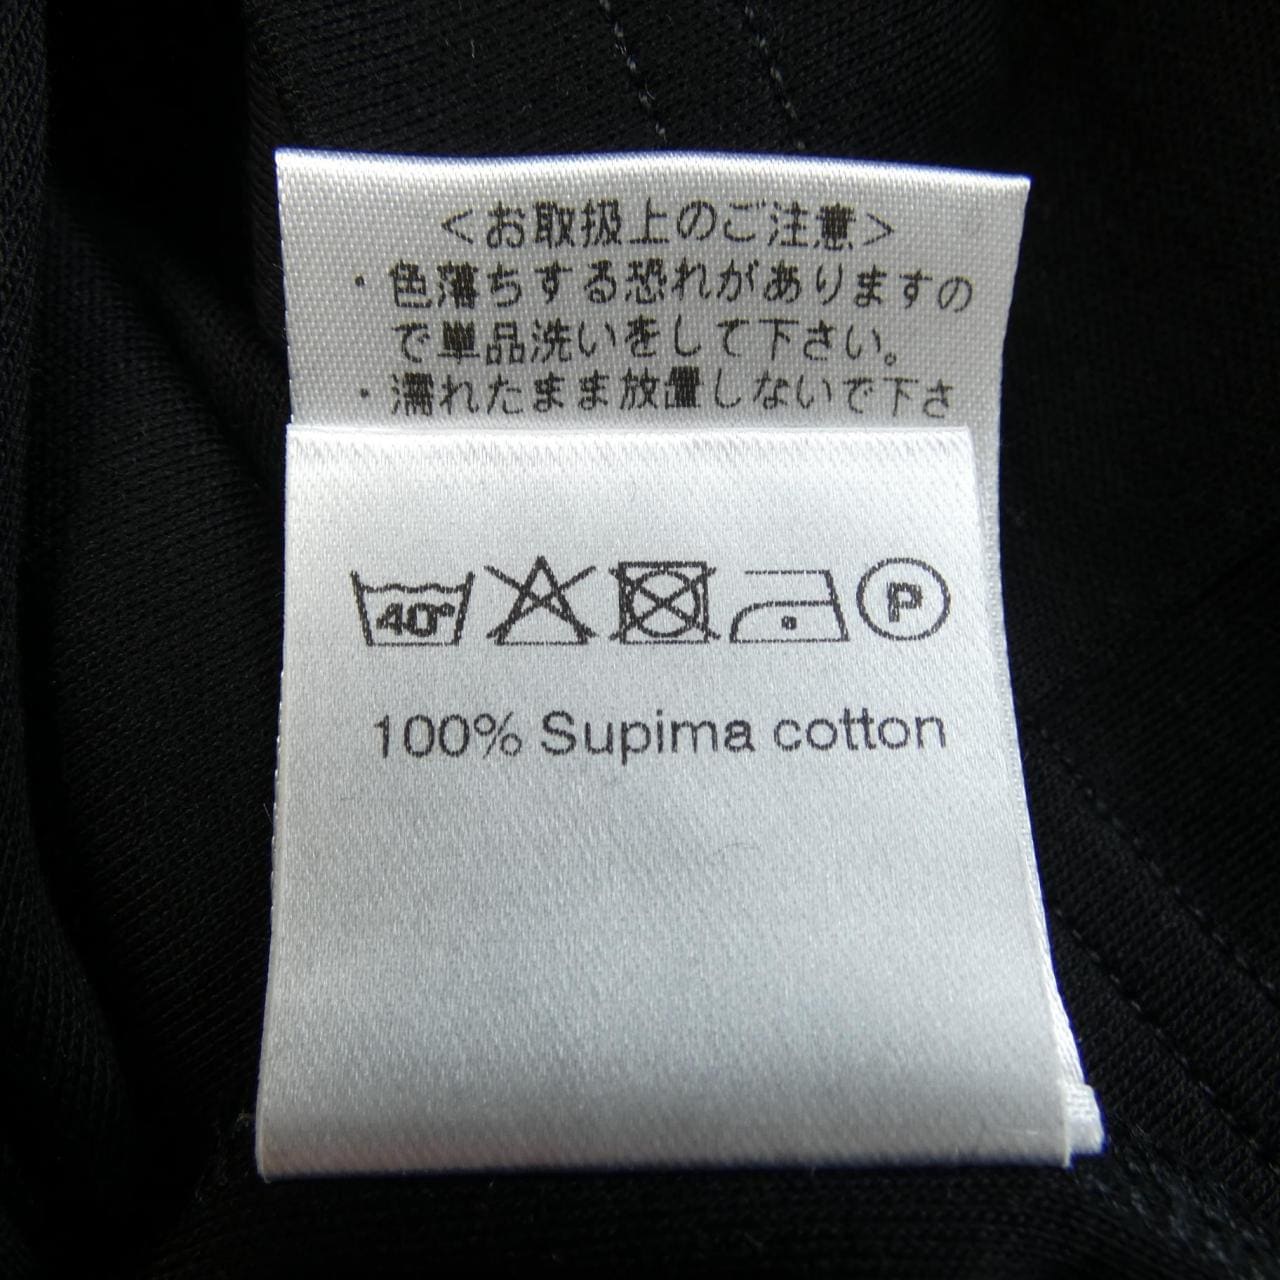 ＜お取扱上のご注意＞
・色落ちする恐れがありますの
で単品洗いをして下さい。
・濡れたまま放置しないで下さ
40°
P
100% Supima cotton